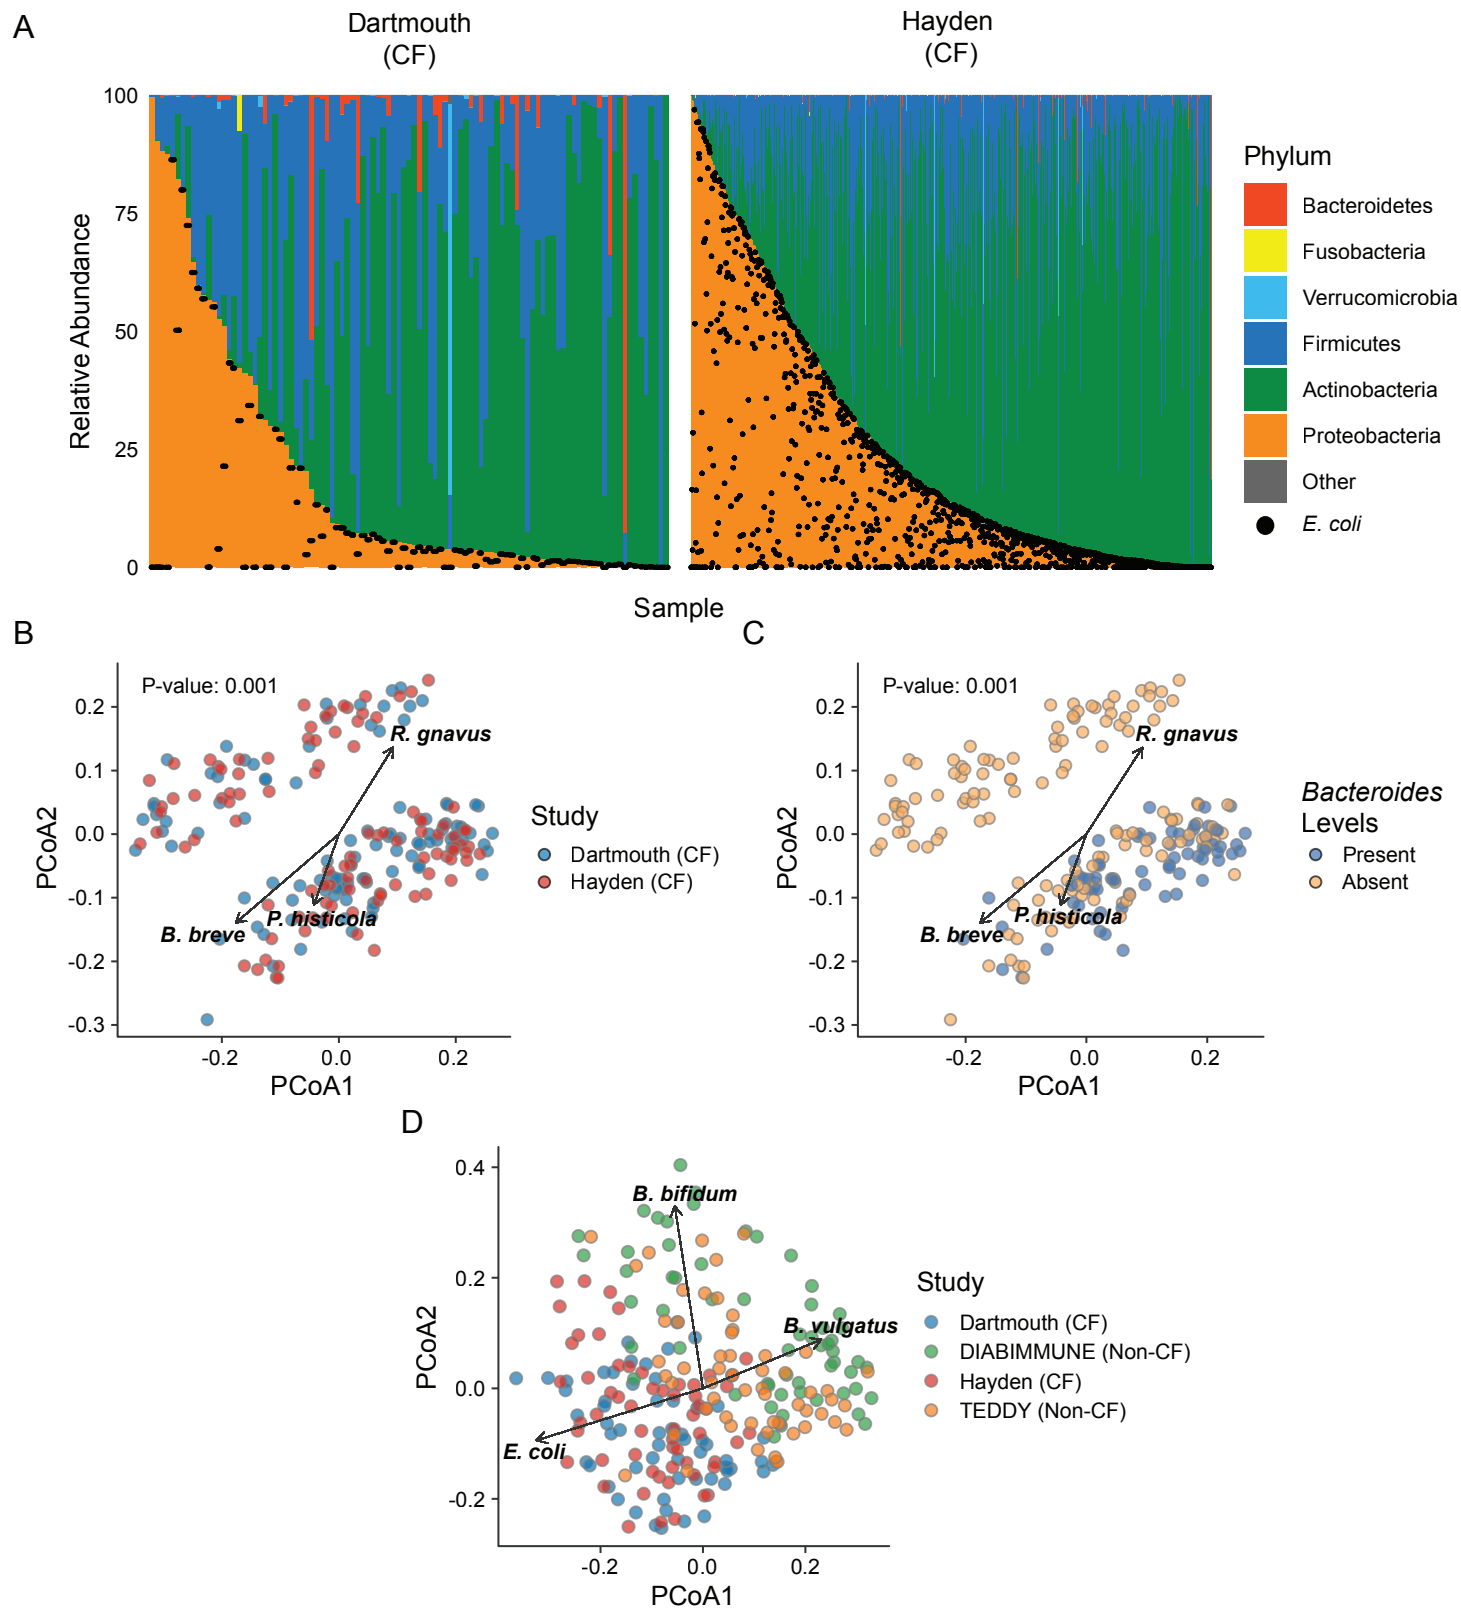 A
Dartmouth
(CF)
Hayden
(CF)
Relative Abundance
100
75
50
25
0
Sample
Phylum
Bacteroidetes
Fusobacteria
Verrucomicrobia
Firmicutes
Actinobacteria
Proteobacteria
Other
E. coli
B
P-value: 0.001
PCoA2
0.2
0.1
0.0
-0.1
-0.2
-0.3
R. gnavus
P. histicola
B. breve
-0.2
0.0
0.2
PCoA1
Study
Dartmouth (CF)
Hayden (CF)
C
P-value: 0.001
PCoA2
0.2
0.1
0.0
-0.1
-0.2
-0.3
R. gnavus
P. histicola
B. breve
-0.2
0.0
0.2
PCoA1
Bacteroides
Levels
Present
Absent
D
PCoA2
0.4
0.2
0.0
-0.2
B. bifidum
B. vulgatus
E. coli
-0.2
0.0
0.2
PCoA1
Study
Dartmouth (CF)
DIABIMMUNE (Non-CF)
Hayden (CF)
TEDDY (Non-CF)